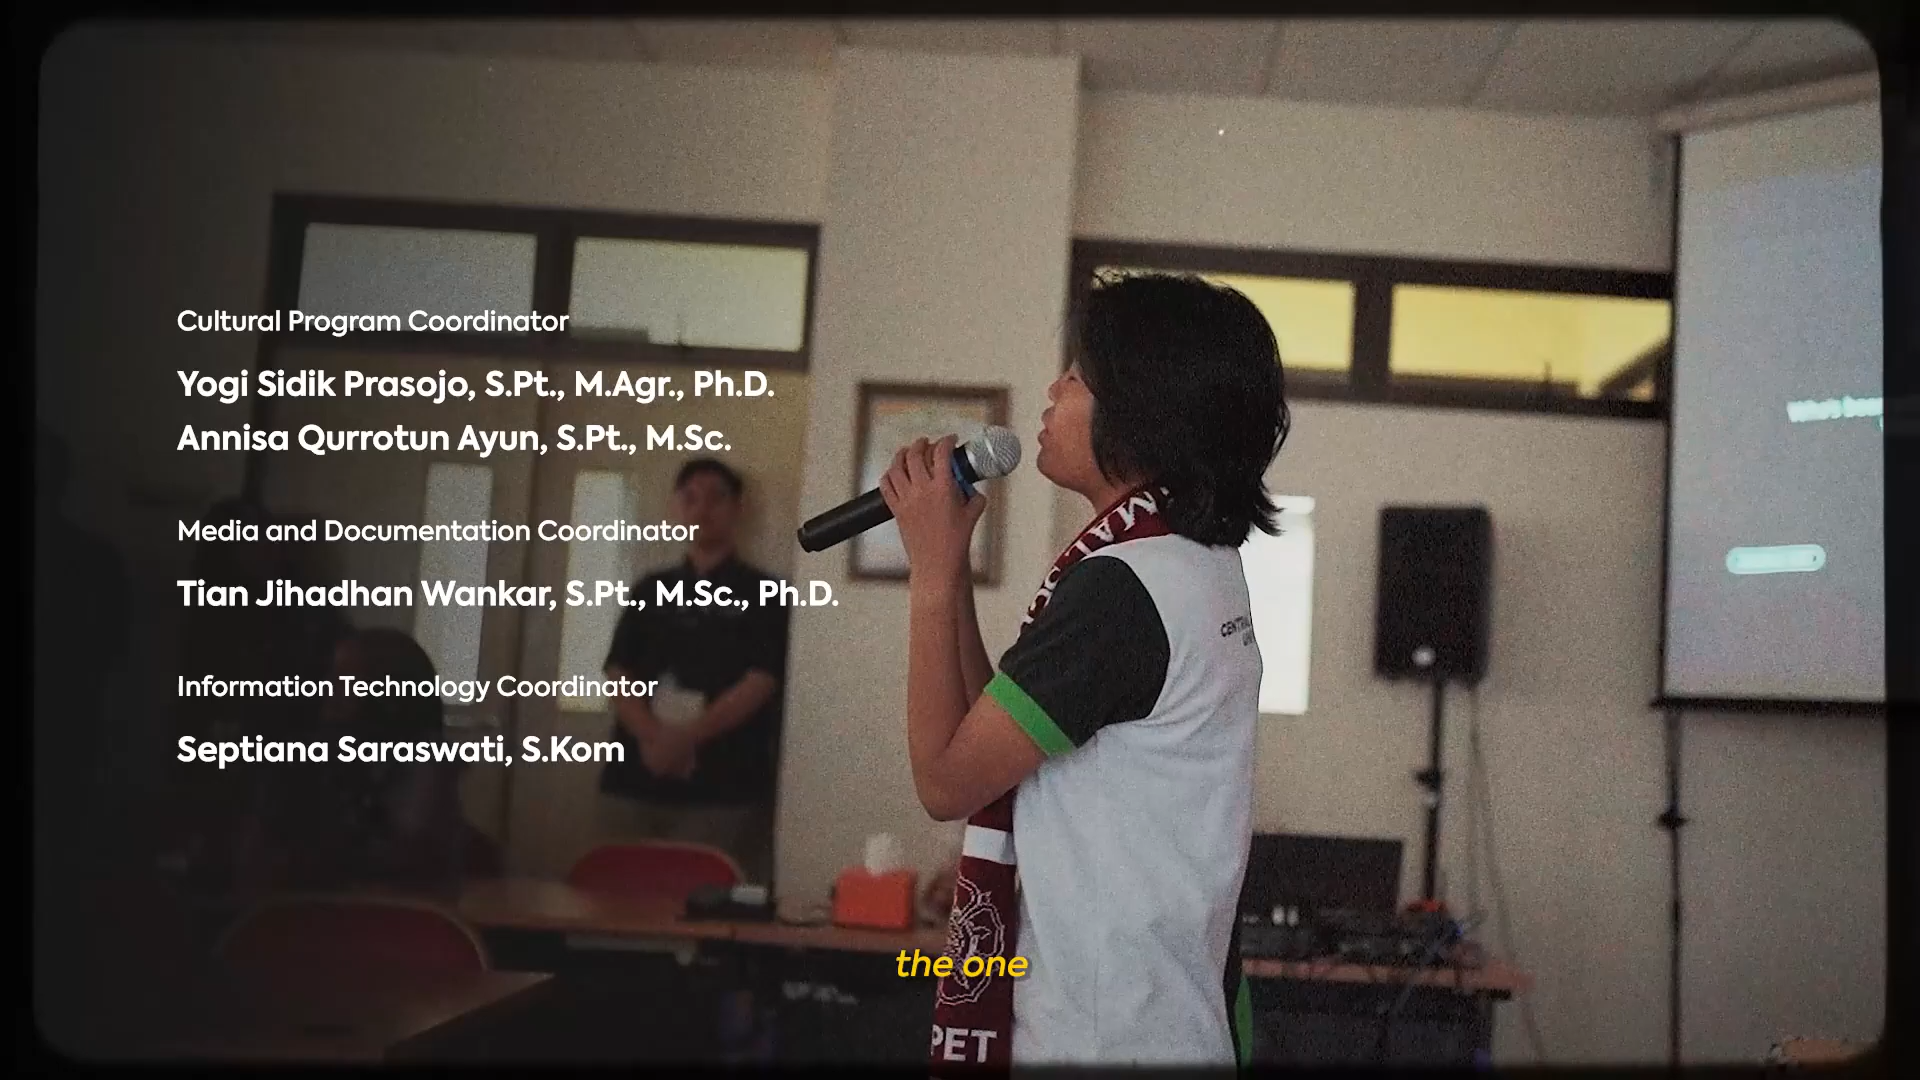 Cultural Program Coordinator
Yogi Sidik Prasojo, S.Pt., M.Agr., Ph.D.
Annisa Qurrotun Ayun, S.Pt., M.Sc.
Media and Documentation Coordinator
Tian Jihadhan Wankar, S.Pt., M.Sc., Ph.D.
Information Technology Coordinator
Septiana Saraswati, S.Kom
the one
PET